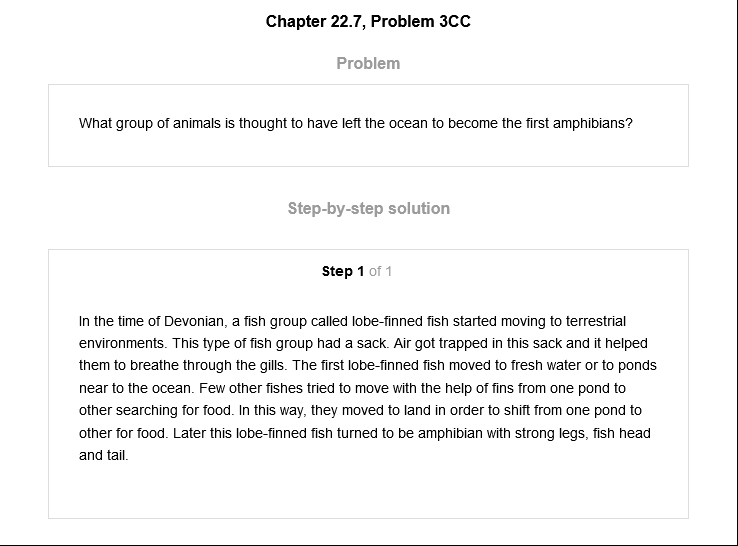 Chapter 22.7, Problem 3CC
Problem
What group of animals is thought to have left the ocean to become the first amphibians?
Step-by-step solution
Step 1 of 1
In the time of Devonian, a fish group called lobe-finned fish started moving to terrestrial
environments. This type of fish group had a sack. Air got trapped in this sack and it helped
them to breathe through the gills. The first lobe-finned fish moved to fresh water or to ponds
near to the ocean. Few other fishes tried to move with the help of fins from one pond to
other searching for food. In this way, they moved to land in order to shift from one pond to
other for food. Later this lobe-finned fish turned to be amphibian with strong legs, fish head
and tail.